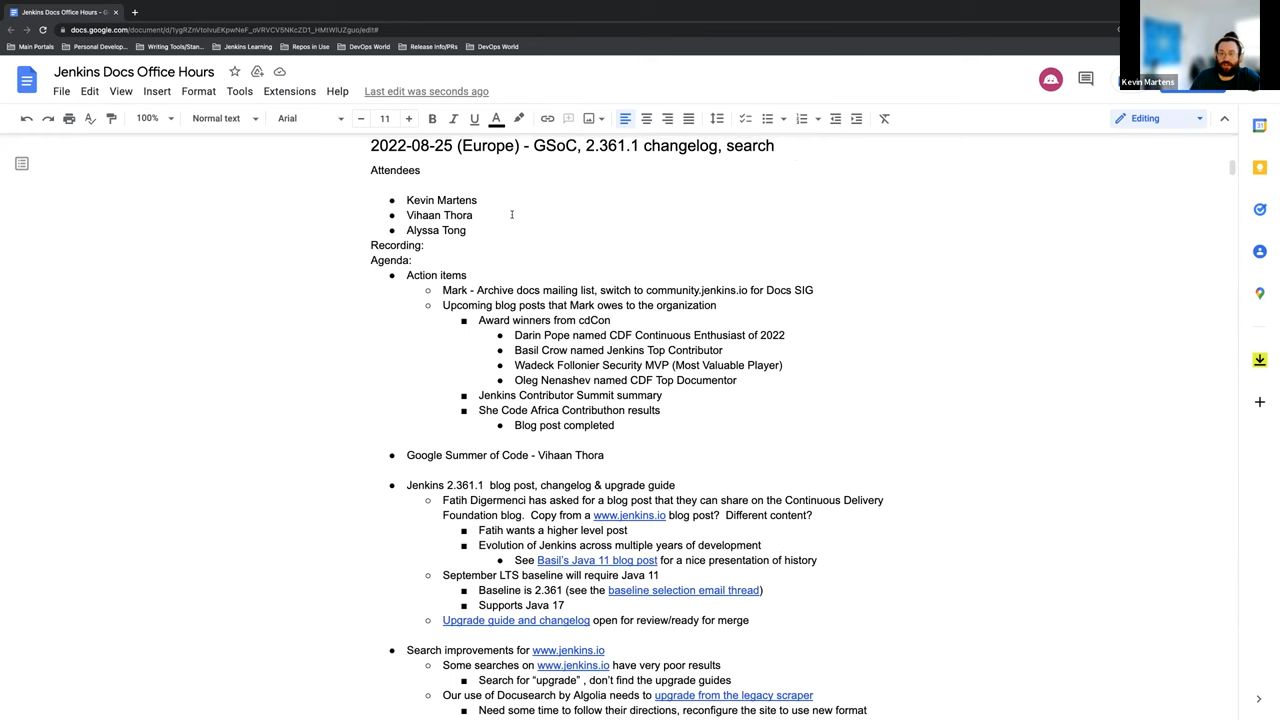 Jenkins Docs Office Hours - G
docs.google.com/document/d/1ygRZnVtoIvuEKpwNeF_oVRVCV5NKcZD1_HMtWIUZguo/edit#
Main Portals
Personal Develop...
Writing Tools/Stan...
Jenkins Learning
Repos in Use
DevOps World
Release Info/PRs
DevOps World
Kevin Martens
Jenkins Docs Office Hours
File Edit View Insert Format Tools Extensions Help Last edit was seconds ago
100% Normal text Arial 11 Editing
2022-08-25 (Europe) - GSoC, 2.361.1 changelog, search
Attendees
● Kevin Martens
● Vihaan Thora
● Alyssa Tong
Recording:
Agenda:
● Action items
○ Mark - Archive docs mailing list, switch to community.jenkins.io for Docs SIG
○ Upcoming blog posts that Mark owes to the organization
■ Award winners from cdCon
● Darin Pope named CDF Continuous Enthusiast of 2022
● Basil Crow named Jenkins Top Contributor
● Wadeck Follonier Security MVP (Most Valuable Player)
● Oleg Nenashev named CDF Top Documentor
■ Jenkins Contributor Summit summary
■ She Code Africa Contributhon results
● Blog post completed
● Google Summer of Code - Vihaan Thora
● Jenkins 2.361.1 blog post, changelog & upgrade guide
○ Fatih Digermenci has asked for a blog post that they can share on the Continuous Delivery
Foundation blog. Copy from a www.jenkins.io blog post? Different content?
■ Fatih wants a higher level post
■ Evolution of Jenkins across multiple years of development
● See Basil's Java 11 blog post for a nice presentation of history
○ September LTS baseline will require Java 11
■ Baseline is 2.361 (see the baseline selection email thread)
■ Supports Java 17
○ Upgrade guide and changelog open for review/ready for merge
● Search improvements for www.jenkins.io
○ Some searches on www.jenkins.io have very poor results
■ Search for "upgrade" , don't find the upgrade guides
○ Our use of Docusearch by Algolia needs to upgrade from the legacy scraper
■ Need some time to follow their directions, reconfigure the site to use new format